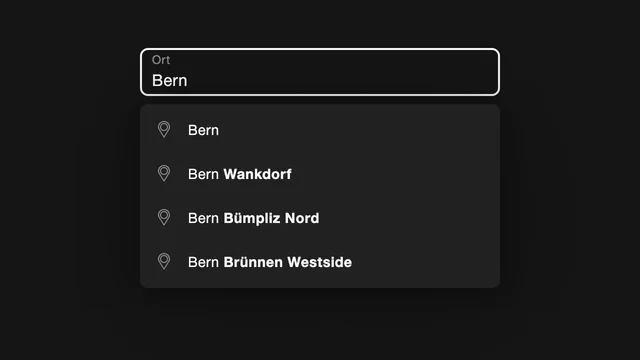 Ort
Bern
Bern
Bern Wankdorf
Bern Bümpliz Nord
Bern Brünnen Westside